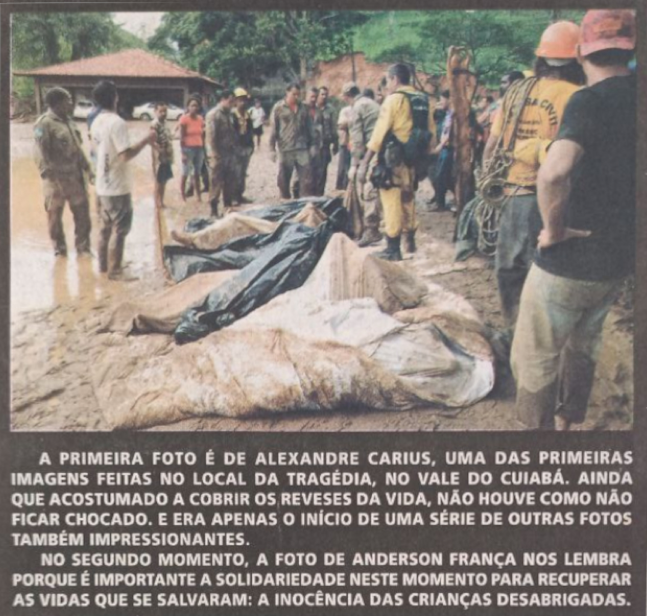 CIVIL
A PRIMEIRA FOTO É DE ALEXANDRE CARIUS, UMA DAS PRIMEIRAS
IMAGENS FEITAS NO LOCAL DA TRAGÉDIA, NO VALE DO CUIABÁ. AINDA
QUE ACOSTUMADO A COBRIR OS REVESES DA VIDA, NÃO HOUVE COMO NÃO
FICAR CHOCADO. E ERA APENAS O INÍCIO DE UMA SÉRIE DE OUTRAS FOTOS
TAMBÉM IMPRESSIONANTES.
NO SEGUNDO MOMENTO, A FOTO DE ANDERSON FRANÇA NOS LEMBRA
PORQUE É IMPORTANTE A SOLIDARIEDADE NESTE MOMENTO PARA RECUPERAR
AS VIDAS QUE SE SALVARAM: A INOCÊNCIA DAS CRIANÇAS DESABRIGADAS.